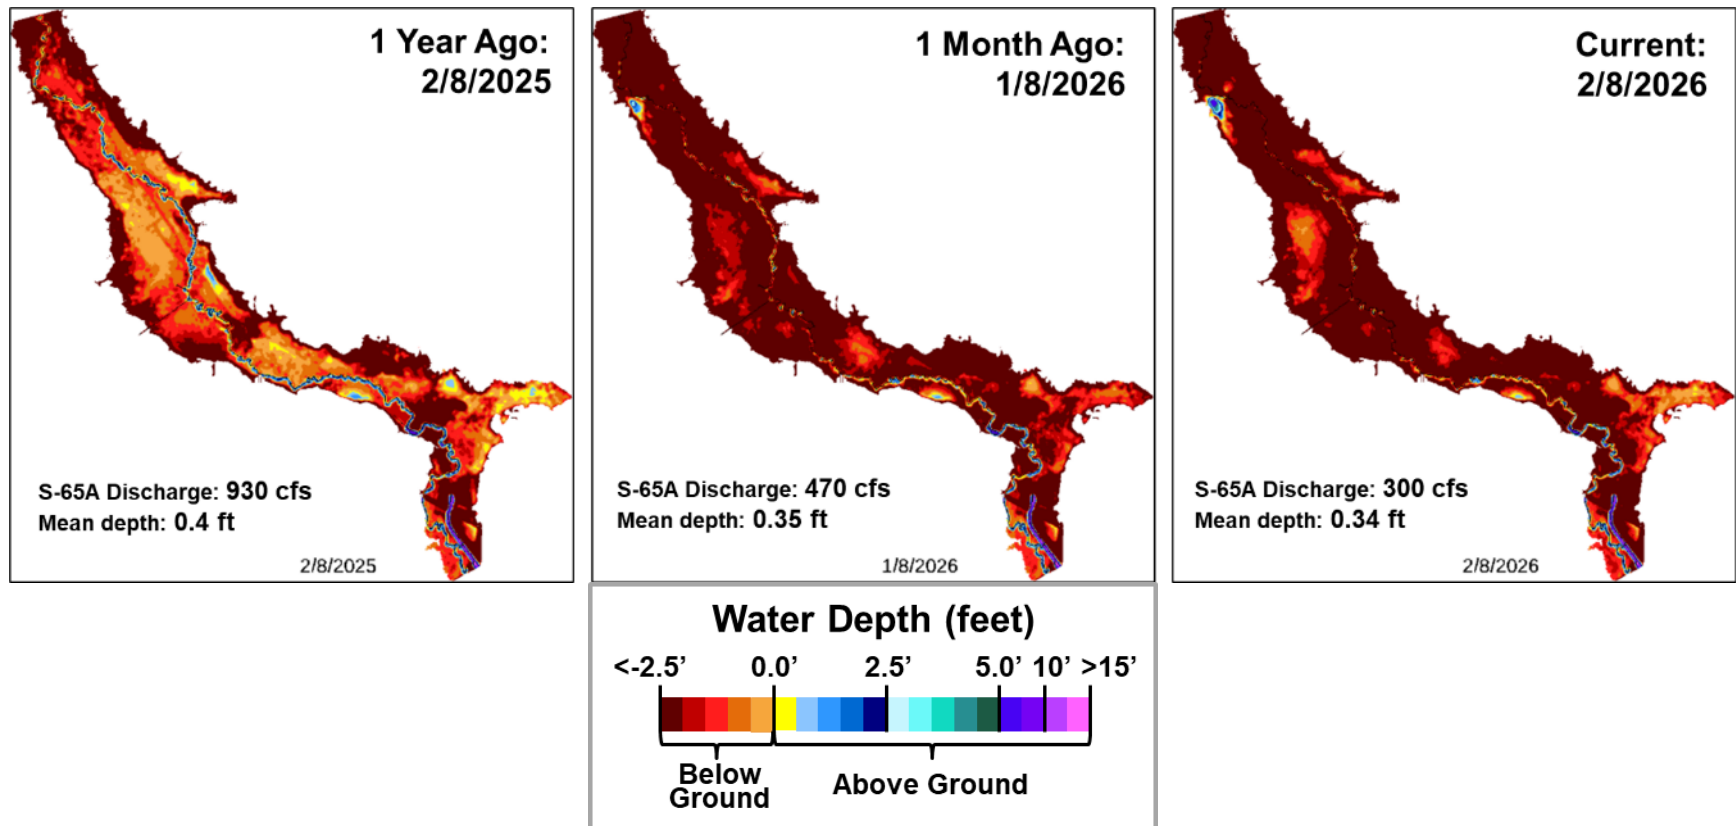 1 Year Ago:
2/8/2025
S-65A Discharge: 930 cfs
Mean depth: 0.4 ft
2/8/2025
1 Month Ago:
1/8/2026
S-65A Discharge: 470 cfs
Mean depth: 0.35 ft
1/8/2026
Current:
2/8/2026
S-65A Discharge: 300 cfs
Mean depth: 0.34 ft
2/8/2026
Water Depth (feet)
<-2.5’ 0.0’ 2.5’ 5.0’ 10’ >15’
Below
Ground
Above Ground